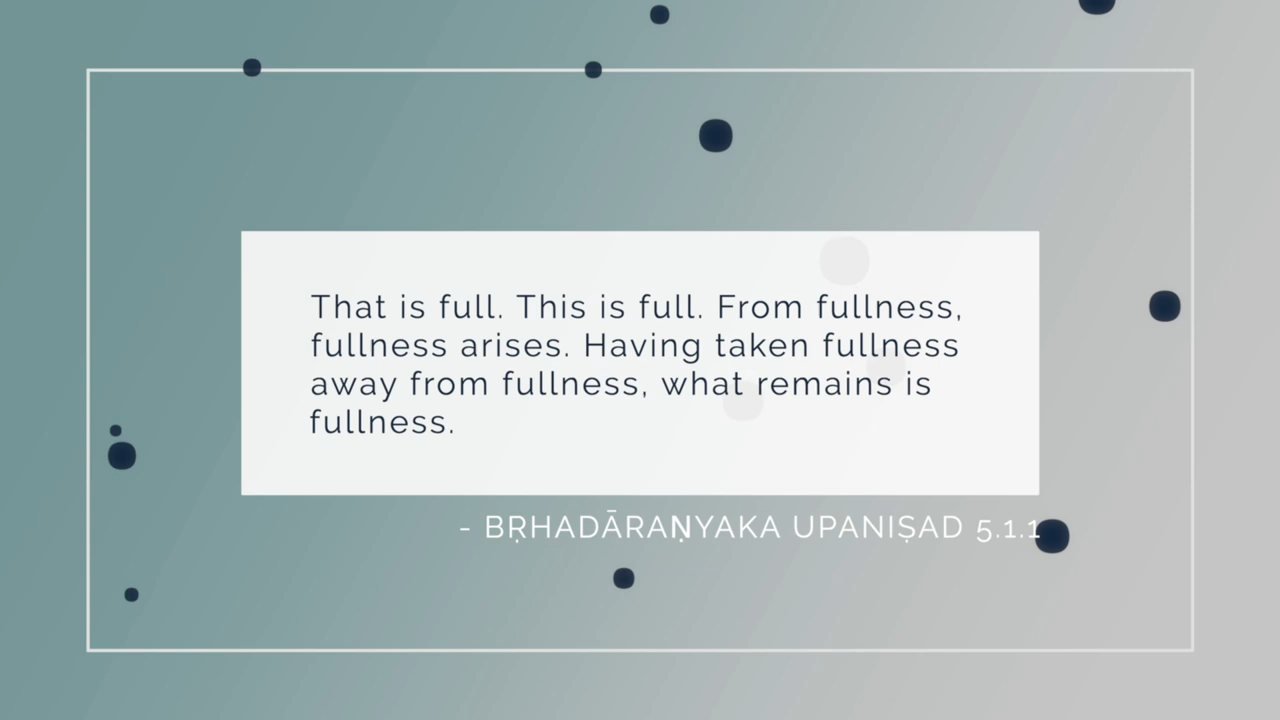 That is full. This is full. From fullness,
fullness arises. Having taken fullness
away from fullness, what remains is
fullness.
- BṚHADĀRAṆYAKA UPANIṢAD 5.1.1